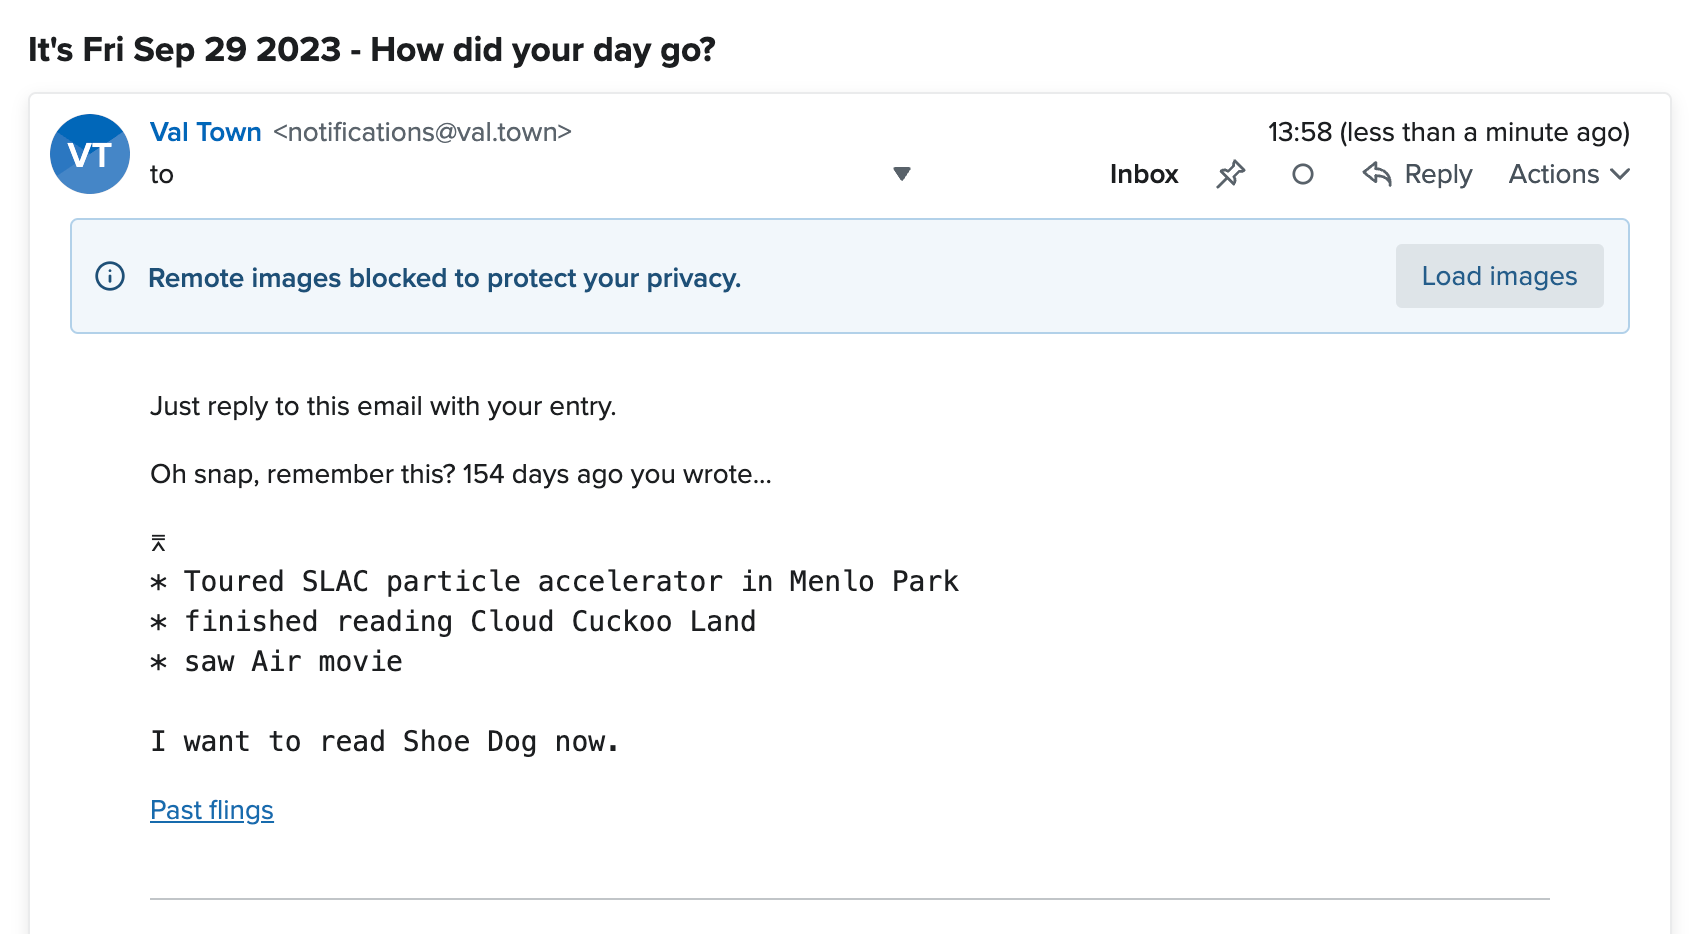 It's Fri Sep 29 2023 - How did your day go?
VT
Val Town <notifications@val.town>
13:58 (less than a minute ago)
to
Inbox
Reply
Actions
Remote images blocked to protect your privacy.
Load images
Just reply to this email with your entry.
Oh snap, remember this? 154 days ago you wrote...
⌅
* Toured SLAC particle accelerator in Menlo Park
* finished reading Cloud Cuckoo Land
* saw Air movie
I want to read Shoe Dog now.
Past flings